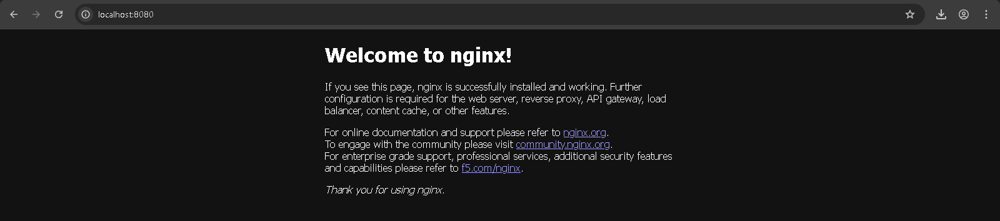 localhost:8080
Welcome to nginx!
If you see this page, nginx is successfully installed and working. Further
configuration is required for the web server, reverse proxy, API gateway, load
balancer, content cache, or other features.
For online documentation and support please refer to nginx.org.
To engage with the community please visit community.nginx.org.
For enterprise grade support, professional services, additional security features
and capabilities please refer to f5.com/nginx.
Thank you for using nginx.